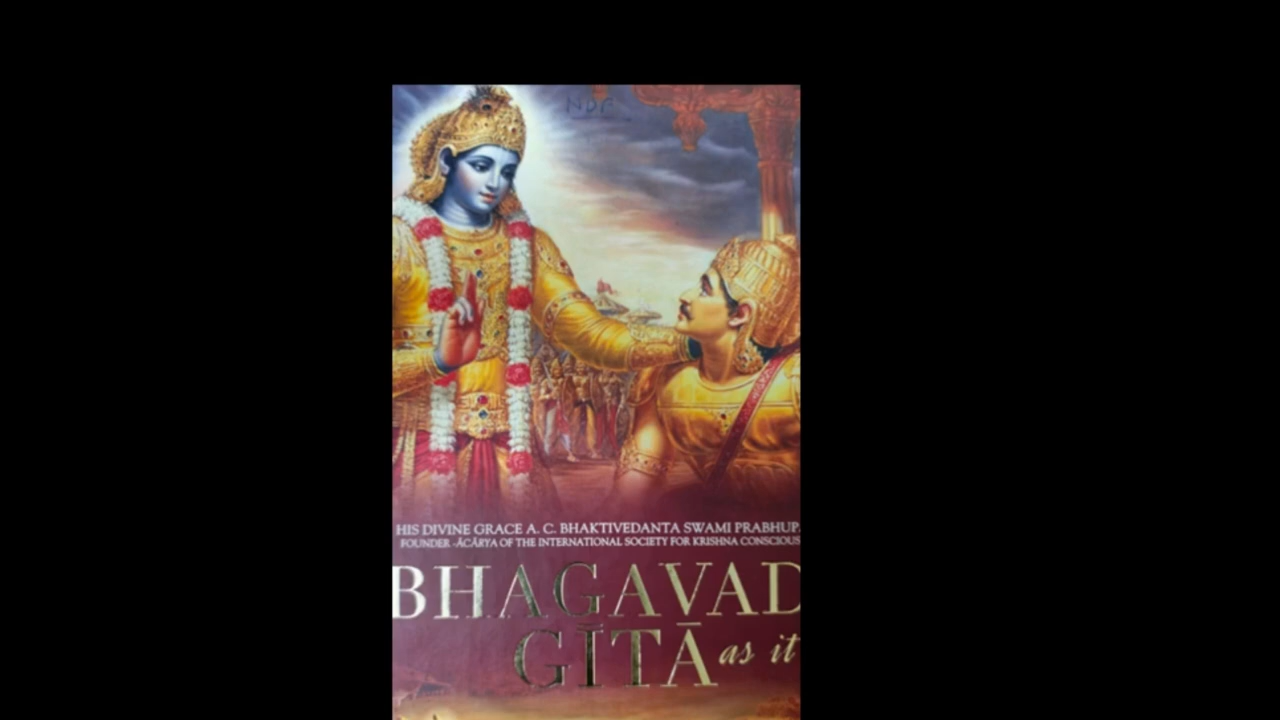 HIS DIVINE GRACE A. C. BHAKTIVEDANTA SWAMI PRABHUP
FOUNDER -ĀCĀRYA OF THE INTERNATIONAL SOCIETY FOR KRISHNA CONSCIOUS
BHAGAVAD
GĪTĀ as it